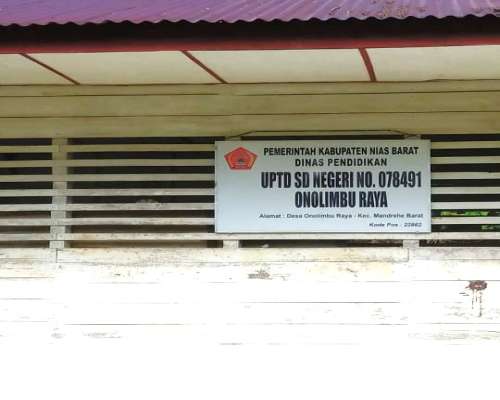 PEMERINTAH KABUPATEN NIAS BARAT
DINAS PENDIDIKAN
UPTD SD NEGERI NO. 078491
ONOLIMBU RAYA
Alamat : Desa Onolimbu Raya - Kec. Mandrehe Barat
Kode Pos : 22862